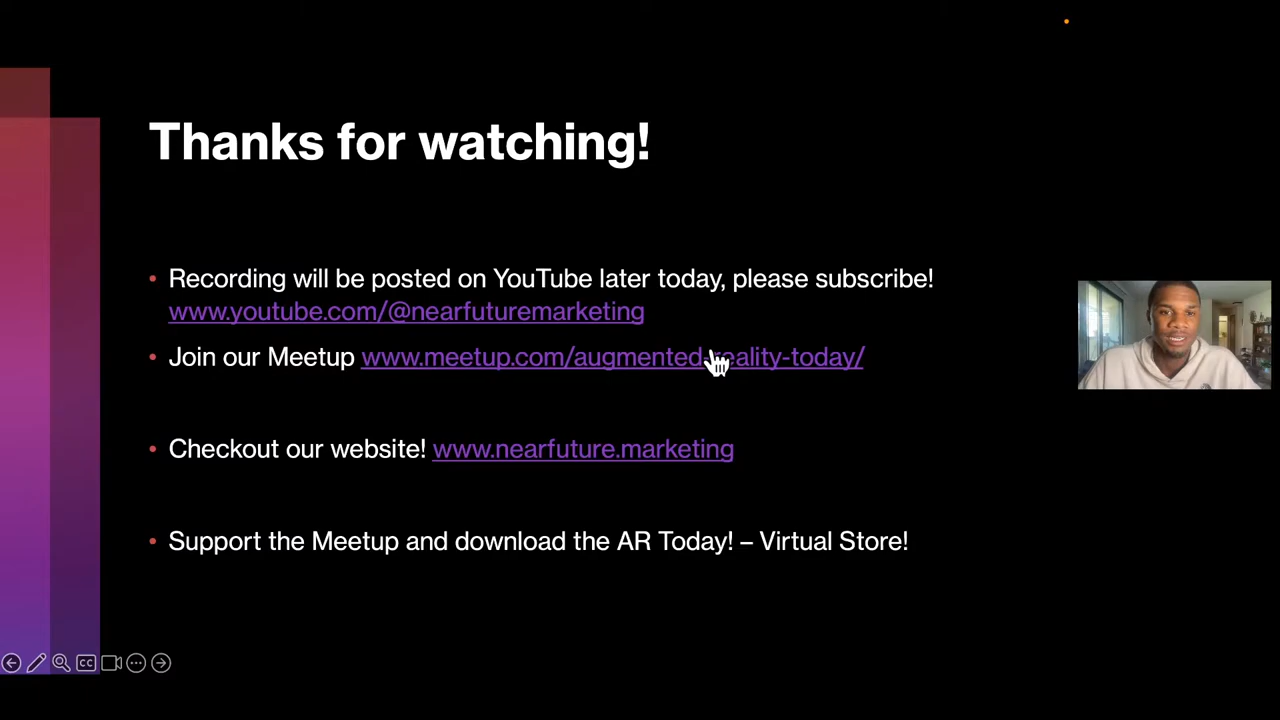 Thanks for watching!
• Recording will be posted on YouTube later today, please subscribe!
www.youtube.com/@nearfuturemarketing
• Join our Meetup www.meetup.com/augmented-reality-today/
• Checkout our website! www.nearfuture.marketing
• Support the Meetup and download the AR Today! – Virtual Store!
CC